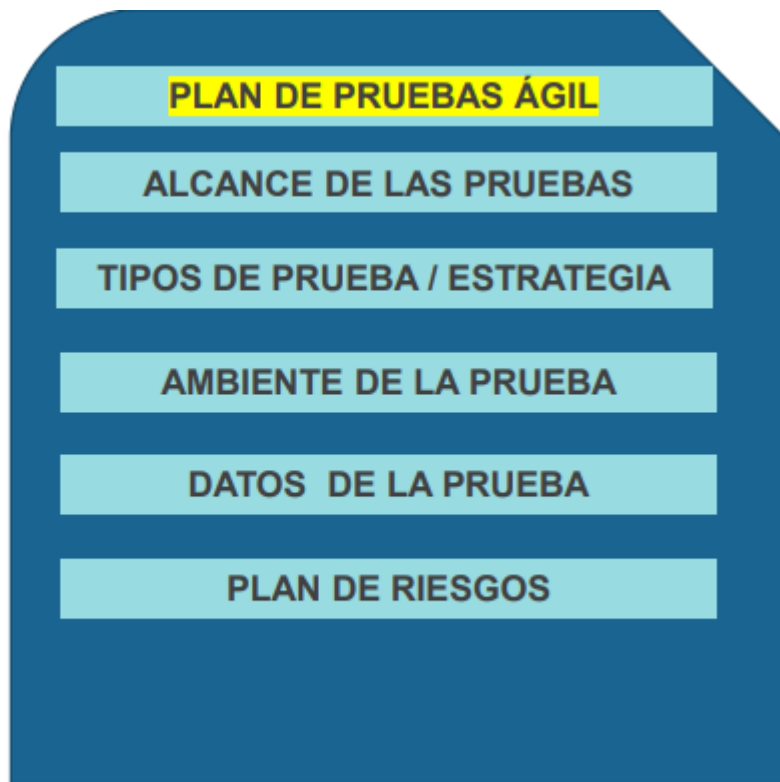 PLAN DE PRUEBAS ÁGIL
ALCANCE DE LAS PRUEBAS
TIPOS DE PRUEBA / ESTRATEGIA
AMBIENTE DE LA PRUEBA
DATOS  DE LA PRUEBA
PLAN DE RIESGOS